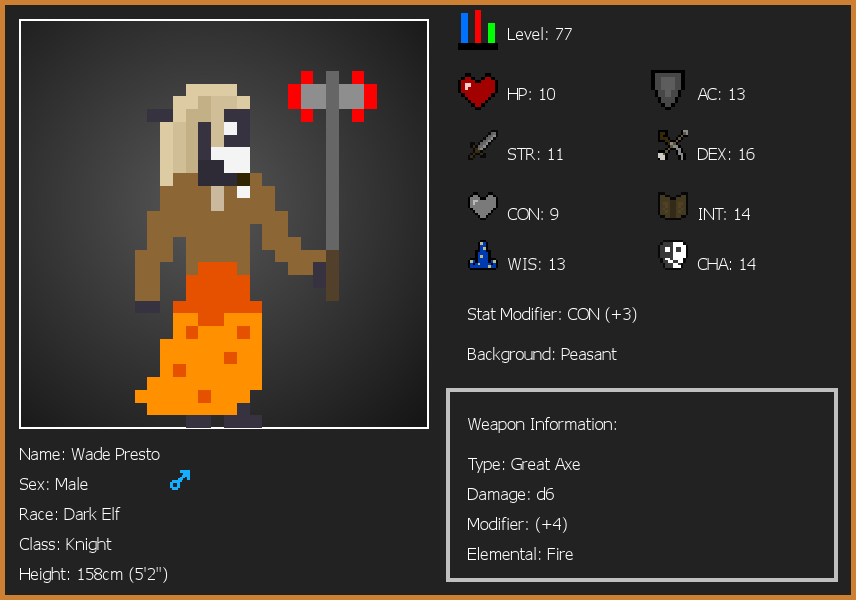 Level: 77
HP: 10
AC: 13
STR: 11
DEX: 16
CON: 9
INT: 14
WIS: 13
CHA: 14
Stat Modifier: CON (+3)
Background: Peasant
Weapon Information:
Type: Great Axe
Damage: d6
Modifier: (+4)
Elemental: Fire
Name: Wade Presto
Sex: Male
Race: Dark Elf
Class: Knight
Height: 158cm (5'2")